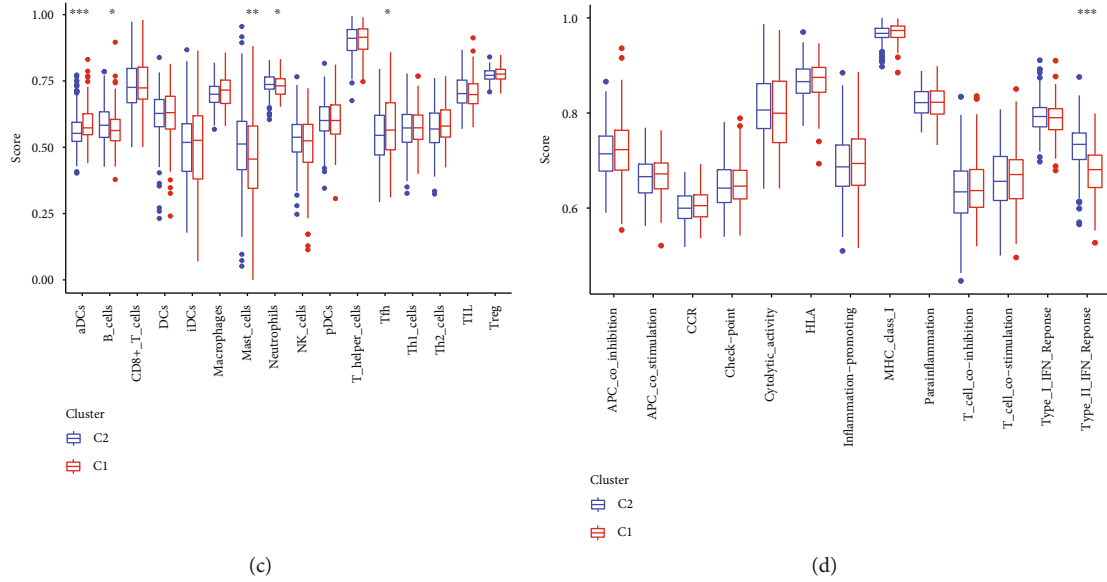 *** * ** * *
1.00
0.75
0.50
0.25
0.00
Score
aDCs
B_cells
CD8+_T_cells
DCs
iDCs
Macrophages
Mast_cells
Neutrophils
NK_cells
pDCs
T_helper_cells
Tfh
Th1_cells
Th2_cells
TIL
Treg
Cluster
C2
C1
(c)
***
1.0
0.8
0.6
Score
APC_co_inhibition
APC_co_stimulation
CCR
Check-point
Cytolytic_activity
HLA
Inflammation-promoting
MHC_class_I
Parainflammation
T_cell_co-inhibition
T_cell_co-stimulation
Type_I_IFN_Reponse
Type_II_IFN_Reponse
Cluster
C2
C1
(d)